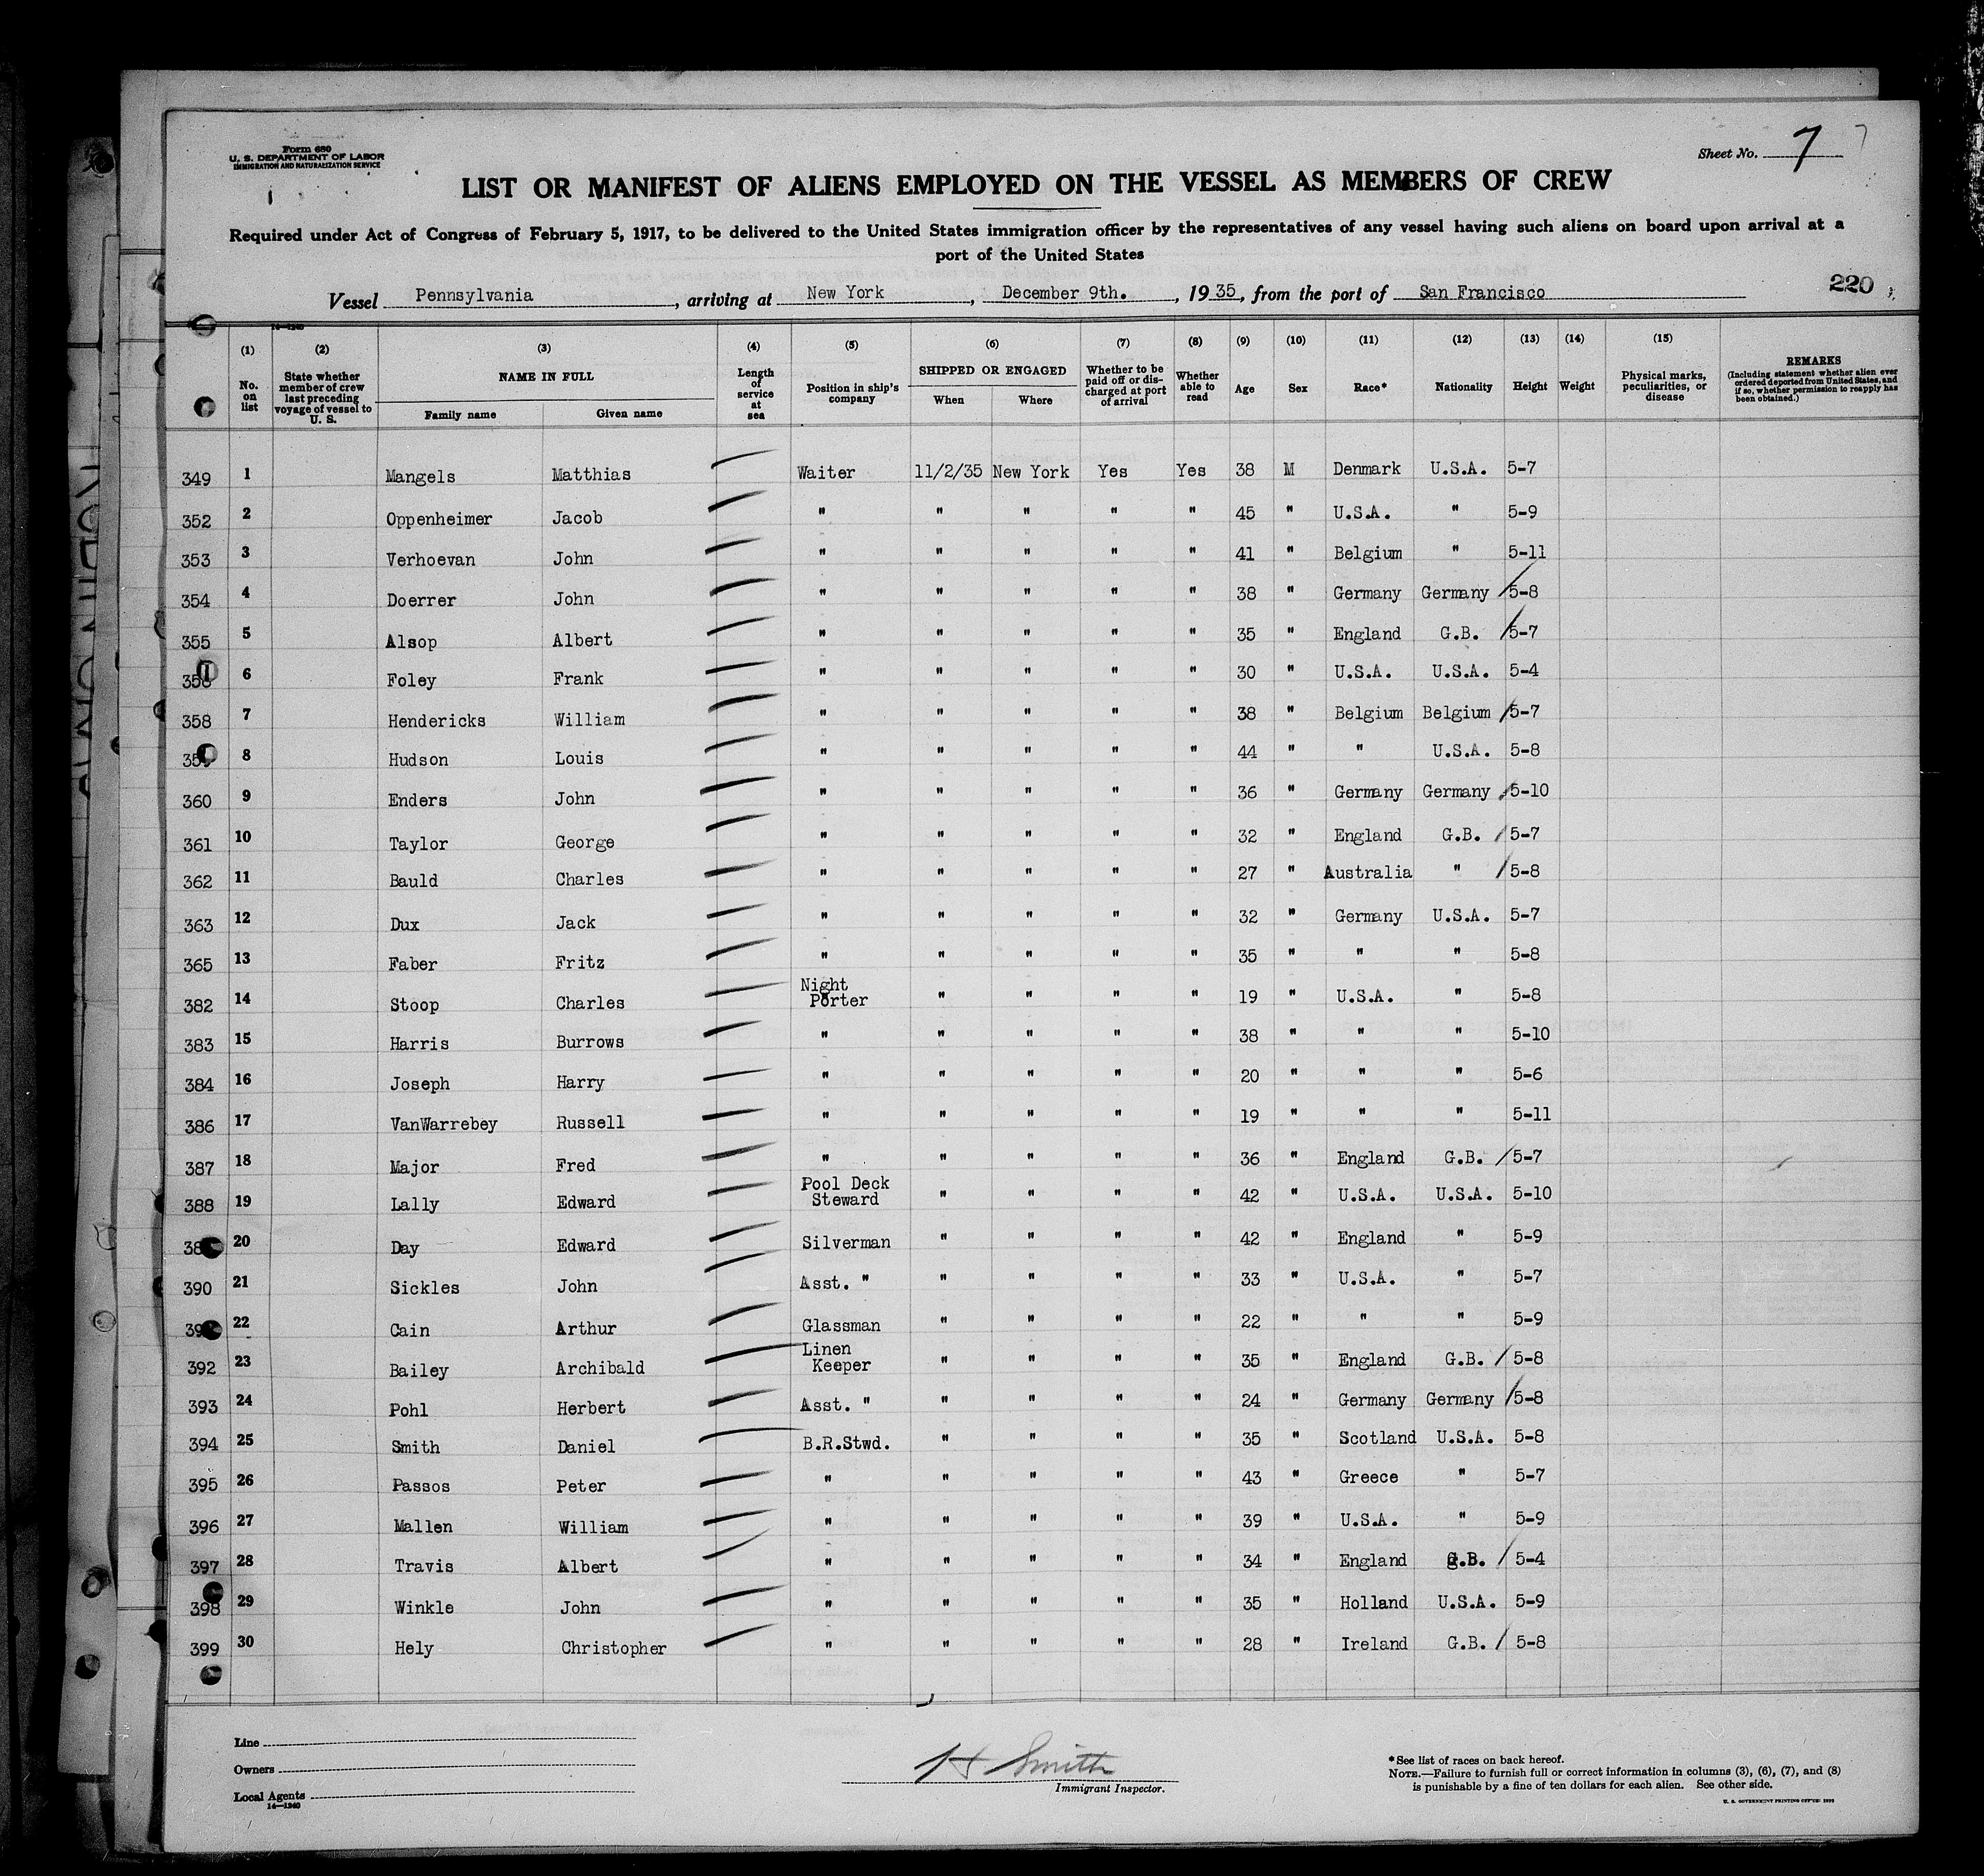 Form 680
U. S. DEPARTMENT OF LABOR
IMMIGRATION AND NATURALIZATION SERVICE
Sheet No. 7 7
LIST OR MANIFEST OF ALIENS EMPLOYED ON THE VESSEL AS MEMBERS OF CREW
Required under Act of Congress of February 5, 1917, to be delivered to the United States immigration officer by the representatives of any vessel having such aliens on board upon arrival at a
port of the United States
Vessel Pennsylvania, arriving at New York, December 9th., 1935, from the port of San Francisco 220
14-1240
(1) No. on list (2) State whether member of crew last preceding voyage of vessel to U. S. (3) NAME IN FULL Family name Given name (4) Length of service at sea (5) Position in ship's company (6) SHIPPED OR ENGAGED When Where (7) Whether to be paid off or discharged at port of arrival (8) Whether able to read (9) Age (10) Sex (11) Race* (12) Nationality (13) Height (14) Weight (15) Physical marks, peculiarities, or disease REMARKS (Including statement whether alien ever ordered deported from United States, and if so, whether permission to reapply has been obtained.)
349 1 Mangels Matthias Waiter 11/2/35 New York Yes Yes 38 M Denmark U.S.A. 5-7
352 2 Oppenheimer Jacob " " " " " 45 " U.S.A. " 5-9
353 3 Verhoevan John " " " " " 41 " Belgium " 5-11
354 4 Doerrer John " " " " " 38 " Germany Germany 5-8
355 5 Alsop Albert " " " " " 35 " England G.B. 5-7
6 Foley Frank " " " " " 30 " U.S.A. U.S.A. 5-4
358 7 Hendericks William " " " " " 38 " Belgium Belgium 5-7
8 Hudson Louis " " " " " 44 " " U.S.A. 5-8
360 9 Enders John " " " " " 36 " Germany Germany 5-10
361 10 Taylor George " " " " " 32 " England G.B. 5-7
362 11 Bauld Charles " " " " " 27 " Australia " 5-8
363 12 Dux Jack " " " " " 32 " Germany U.S.A. 5-7
365 13 Faber Fritz " " " " " 35 " " " 5-8
382 14 Stoop Charles Night Porter " " " " 19 " U.S.A. " 5-8
383 15 Harris Burrows " " " " " 38 " " " 5-10
384 16 Joseph Harry " " " " " 20 " " " 5-6
386 17 VanWarrebey Russell " " " " " 19 " " " 5-11
387 18 Major Fred " " " " " 36 " England G.B. 5-7
388 19 Lally Edward Pool Deck Steward " " " " 42 " U.S.A. U.S.A. 5-10
20 Day Edward Silverman " " " " 42 " England " 5-9
390 21 Sickles John Asst. " " " " " 33 " U.S.A. " 5-7
22 Cain Arthur Glassman " " " " 22 " " " 5-9
392 23 Bailey Archibald Linen Keeper " " " " 35 " England G.B. 5-8
393 24 Pohl Herbert Asst. " " " " " 24 " Germany Germany 5-8
394 25 Smith Daniel B.R.Stwd. " " " " 35 " Scotland U.S.A. 5-8
395 26 Passos Peter " " " " " 43 " Greece " 5-7
396 27 Mallen William " " " " " 39 " U.S.A. " 5-9
397 28 Travis Albert " " " " " 34 " England G.B. 5-4
398 29 Winkle John " " " " " 35 " Holland U.S.A. 5-9
399 30 Hely Christopher " " " " " 28 " Ireland G.B. 5-8
Line
Owners
Local Agents
14-1240
H Smith
Immigrant Inspector.
*See list of races on back hereof.
NOTE.—Failure to furnish full or correct information in columns (3), (6), (7), and (8)
is punishable by a fine of ten dollars for each alien. See other side.
U. S. GOVERNMENT PRINTING OFFICE: